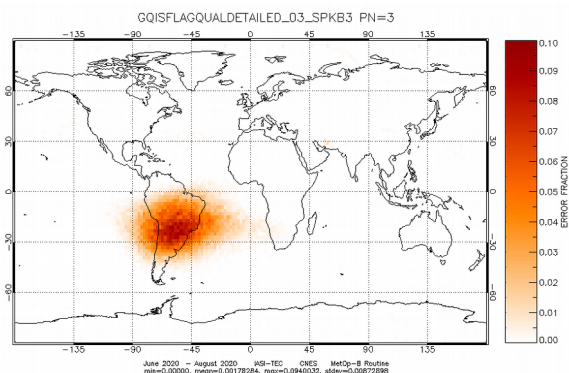 GQISFLAGQUALDETAILED_03_SPKB3 PN=3
-135 -90 -45 0 45 90 135
0.10
0.09
60 60
0.08
0.07
30 30
0.06
0 0
0.05
ERROR FRACTION
0.04
-30 -30
0.03
0.02
-60 -60
0.01
0.00
-135 -90 -45 0 45 90 135
June 2020 - August 2020 IASI-TEC CNES MetOp-B Routine
min=0.00000, mean=0.00178284, max=0.0940032, stdev=0.00872898